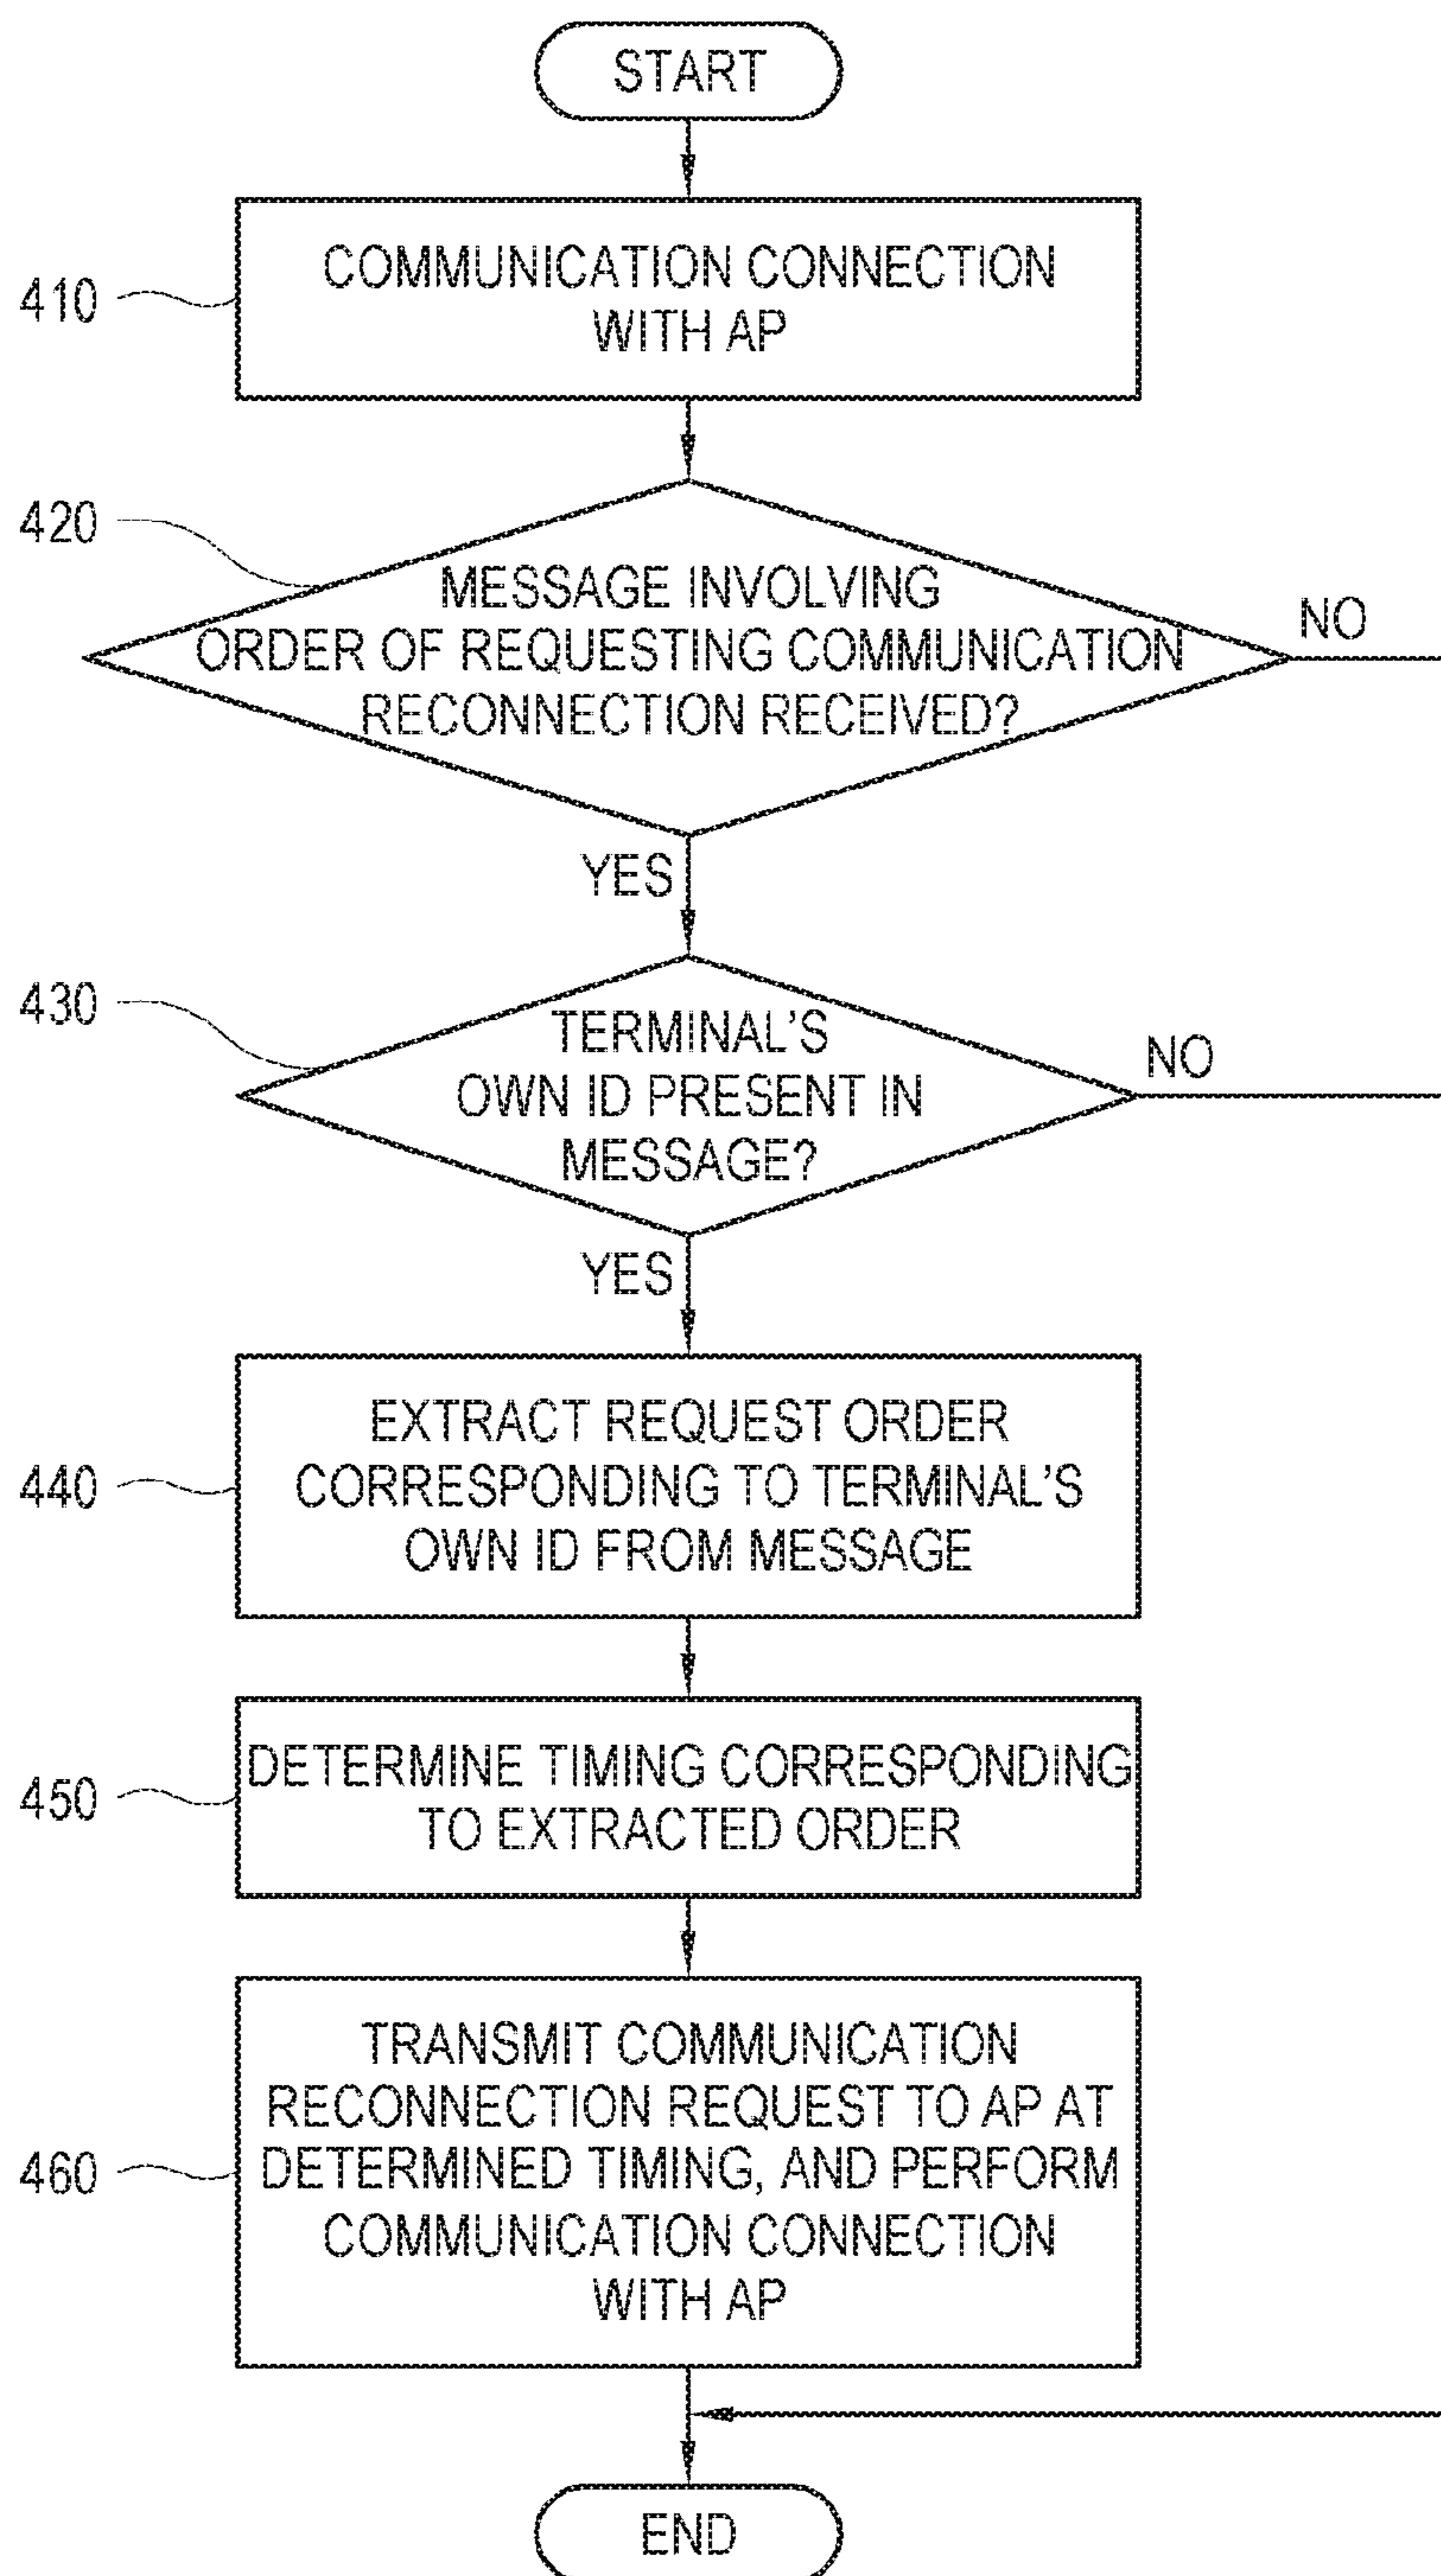 START
410
COMMUNICATION CONNECTION
WITH AP
420
MESSAGE INVOLVING
ORDER OF REQUESTING COMMUNICATION
RECONNECTION RECEIVED?
NO
YES
430
TERMINAL'S
OWN ID PRESENT IN
MESSAGE?
NO
YES
440
EXTRACT REQUEST ORDER
CORRESPONDING TO TERMINAL'S
OWN ID FROM MESSAGE
450
DETERMINE TIMING CORRESPONDING
TO EXTRACTED ORDER
460
TRANSMIT COMMUNICATION
RECONNECTION REQUEST TO AP AT
DETERMINED TIMING, AND PERFORM
COMMUNICATION CONNECTION
WITH AP
END